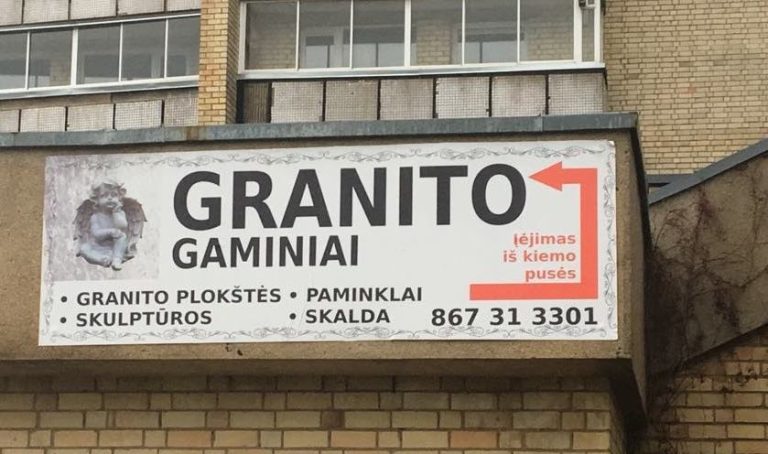 GRANITO
GAMINIAI
įėjimas
iš kiemo
pusės
• GRANITO PLOKŠTĖS • PAMINKLAI
• SKULPTŪROS • SKALDA
867 31 3301